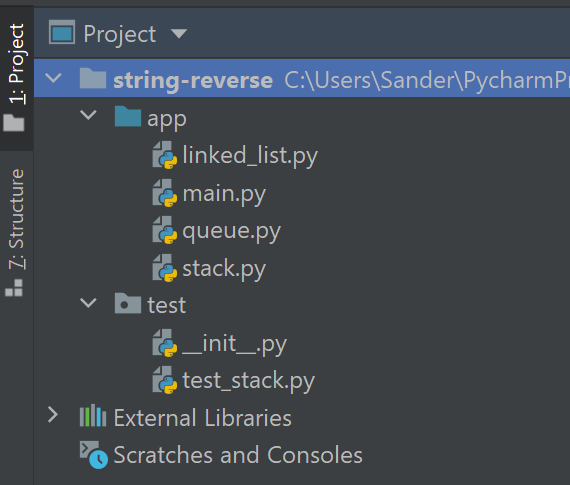 Project
1: Project
string-reverse C:\Users\Sander\PycharmPr
app
linked_list.py
main.py
queue.py
stack.py
7: Structure
test
__init__.py
test_stack.py
External Libraries
Scratches and Consoles